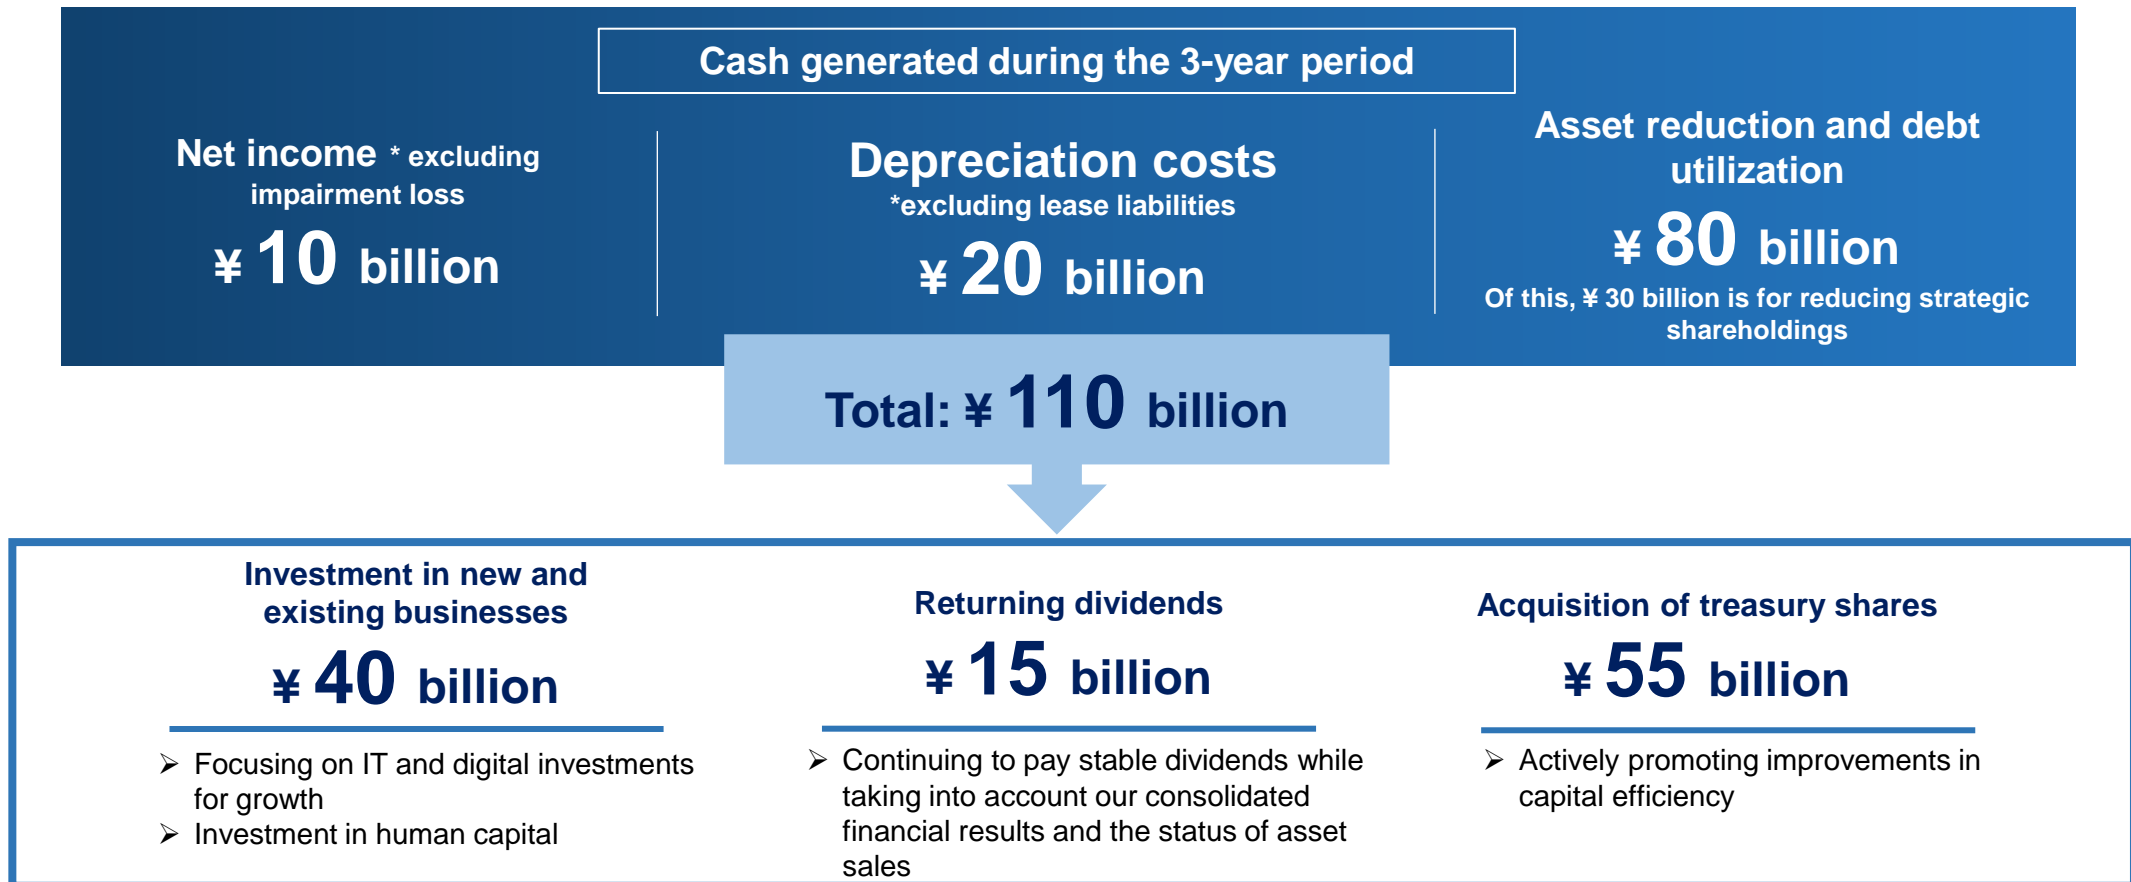 Cash generated during the 3-year period
Net income * excluding
impairment loss
¥ 10 billion
Depreciation costs
*excluding lease liabilities
¥ 20 billion
Asset reduction and debt
utilization
¥ 80 billion
Of this, ¥ 30 billion is for reducing strategic
shareholdings
Total: ¥ 110 billion
Investment in new and
existing businesses
¥ 40 billion
➢ Focusing on IT and digital investments
for growth
➢ Investment in human capital
Returning dividends
¥ 15 billion
➢ Continuing to pay stable dividends while
taking into account our consolidated
financial results and the status of asset
sales
Acquisition of treasury shares
¥ 55 billion
➢ Actively promoting improvements in
capital efficiency